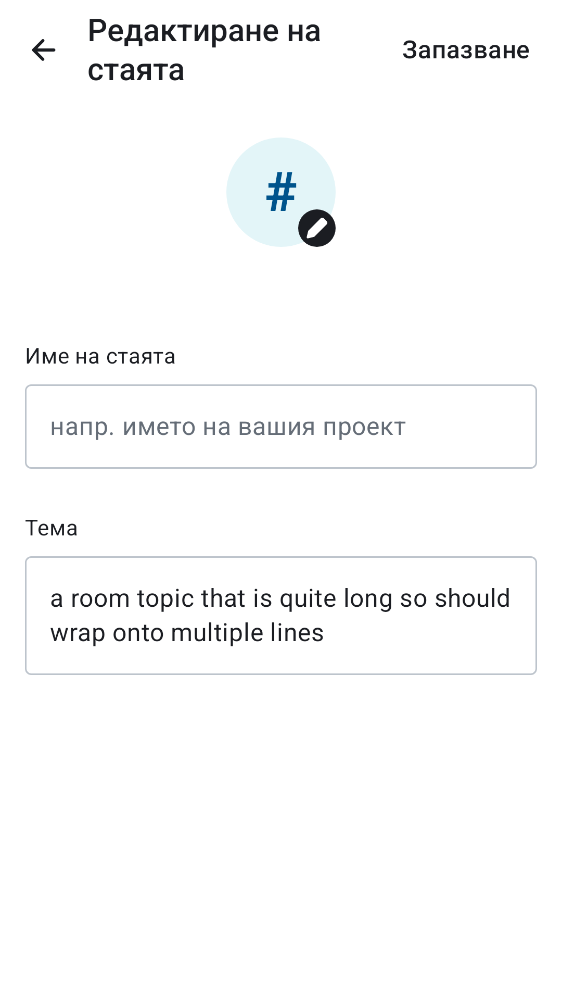 Редактиране на
стаята
Запазване
#
Име на стаята
напр. името на вашия проект
Тема
a room topic that is quite long so should
wrap onto multiple lines